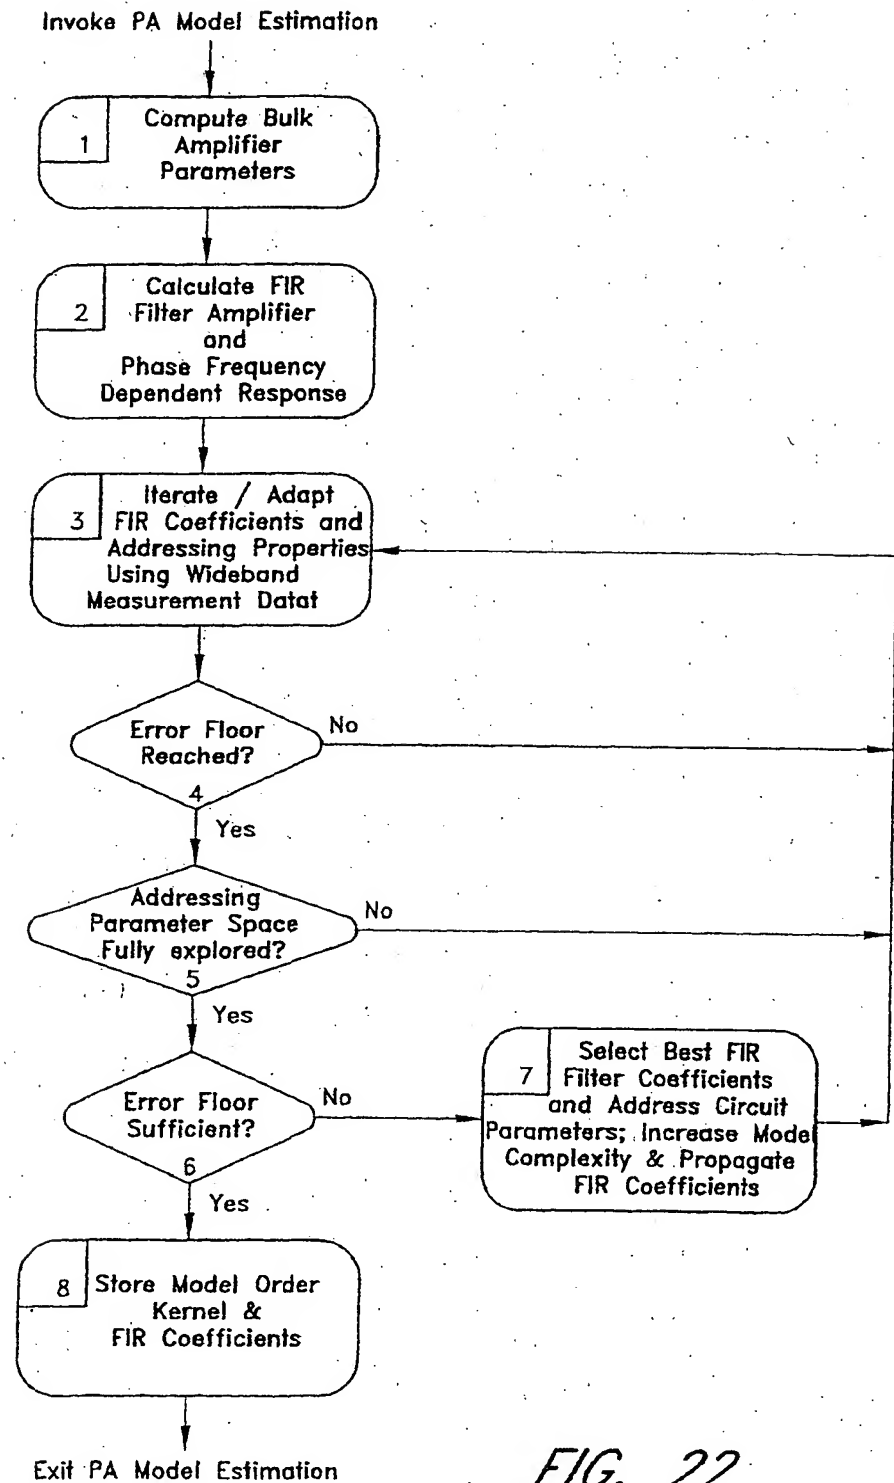 Invoke PA Model Estimation
1
Compute Bulk
Amplifier
Parameters
2
Calculate FIR
Filter Amplifier
and
Phase Frequency
Dependent Response
3
Iterate / Adapt
FIR Coefficients and
Addressing Properties
Using Wideband
Measurement Datat
Error Floor
Reached?
4
No
Yes
Addressing
Parameter Space
Fully explored?
5
No
Yes
Error Floor
Sufficient?
6
No
Yes
7
Select Best FIR
Filter Coefficients
and Address Circuit
Parameters; Increase Model
Complexity & Propagate
FIR Coefficients
8
Store Model Order
Kernel &
FIR Coefficients
Exit PA Model Estimation
FIG. 22